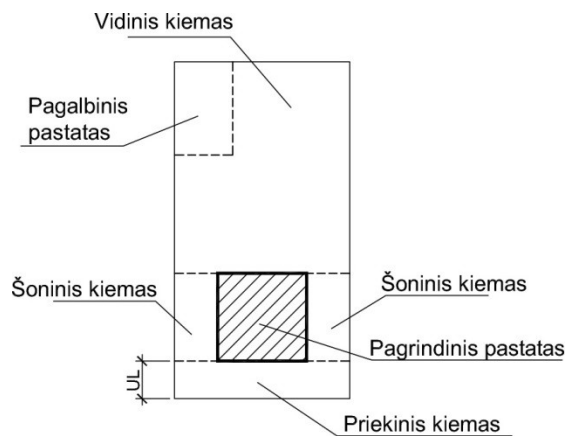 Vidinis kiemas
Pagalbinis
pastatas
Šoninis kiemas
Šoninis kiemas
Pagrindinis pastatas
UL
Priekinis kiemas